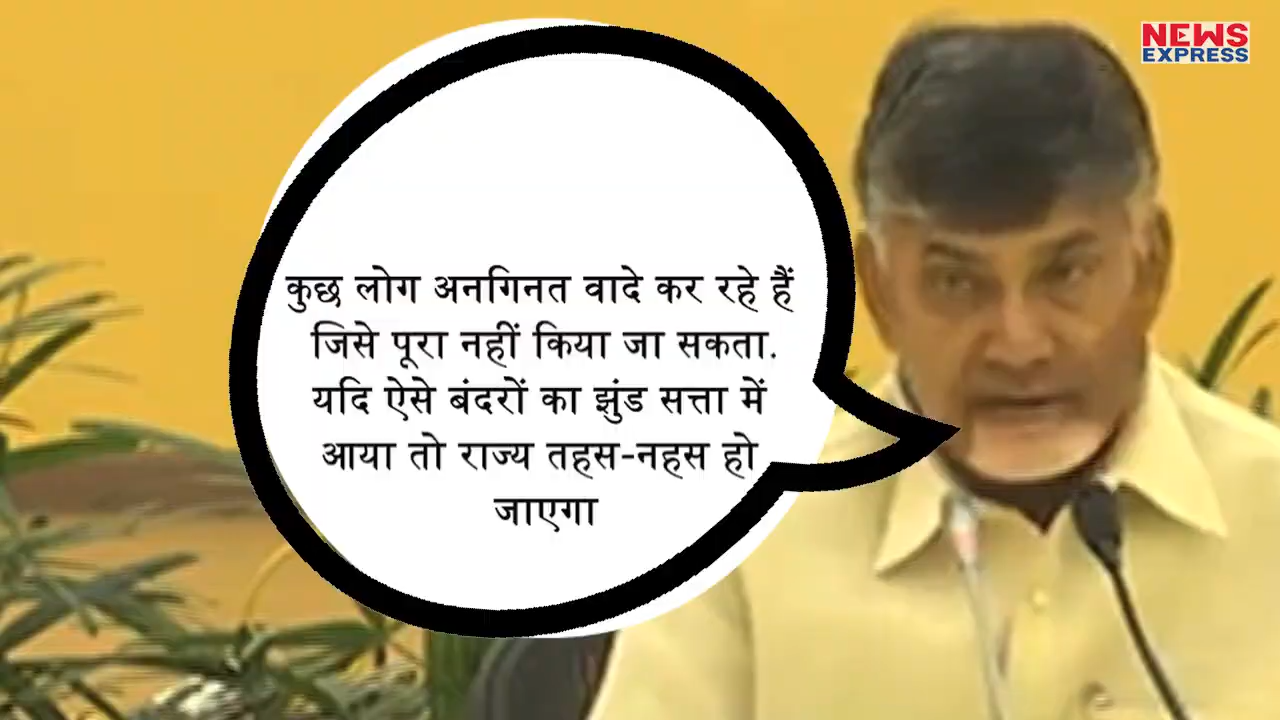 NEWS
EXPRESS
कुछ लोग अनगिनत वादे कर रहे हैं
जिसे पूरा नहीं किया जा सकता.
यदि ऐसे बंदरों का झुंड सत्ता में
आया तो राज्य तहस-नहस हो
जाएगा